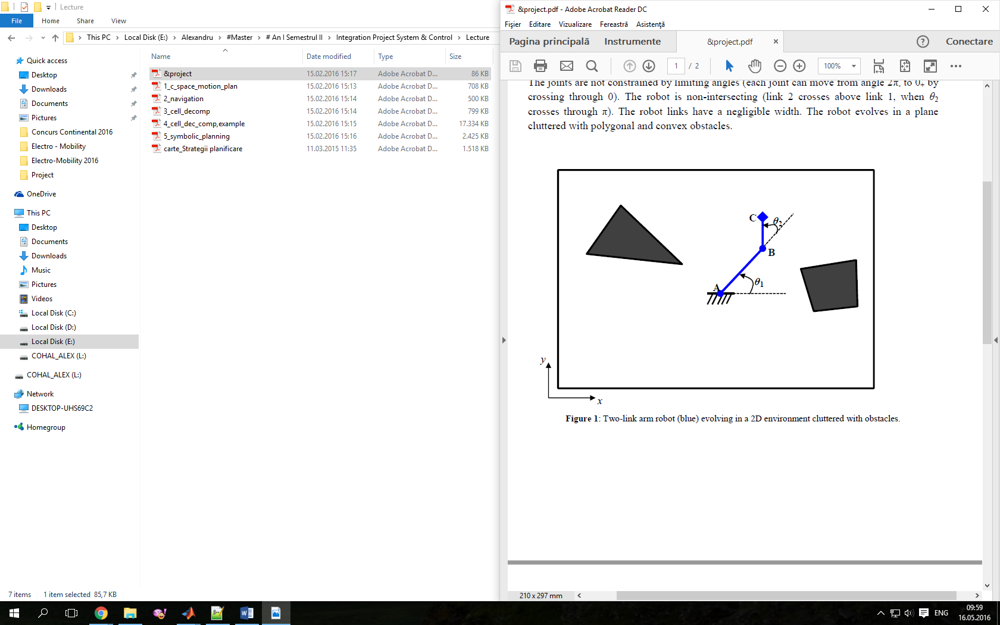 Lecture
File Home Share View
This PC Local Disk (E:) Alexandru #Master # An I Semestrul II Integration Project System & Control Lecture
Quick access
Desktop
Downloads
Documents
Pictures
Concurs Continental 2016
Electro - Mobility
Electro-Mobility 2016
Project
OneDrive
This PC
Desktop
Documents
Downloads
Music
Pictures
Videos
Local Disk (C:)
Local Disk (D:)
Local Disk (E:)
COHAL_ALEX (L:)
COHAL_ALEX (L:)
Network
DESKTOP-UHS69C2
Homegroup
Name Date modified Type Size
&project 15.02.2016 15:17 Adobe Acrobat D... 86 KB
1_c_space_motion_plan 15.02.2016 15:13 Adobe Acrobat D... 708 KB
2_navigation 15.02.2016 15:14 Adobe Acrobat D... 500 KB
3_cell_decomp 15.02.2016 15:14 Adobe Acrobat D... 799 KB
4_cell_dec_comp,example 15.02.2016 15:15 Adobe Acrobat D... 17.334 KB
5_symbolic_planning 15.02.2016 15:16 Adobe Acrobat D... 2.425 KB
carte_Strategii planificare 11.03.2015 11:35 Adobe Acrobat D... 1.518 KB
7 items 1 item selected 85,7 KB
&project.pdf - Adobe Acrobat Reader DC
Fişier Editare Vizualizare Fereastră Asistenţă
Pagina principală Instrumente &project.pdf Conectare
1 / 2 100%
The joints are not constrained by limiting angles (each joint can move from angle 2π- to 0+ by
crossing through 0). The robot is non-intersecting (link 2 crosses above link 1, when θ2
crosses through π). The robot links have a negligible width. The robot evolves in a plane
cluttered with polygonal and convex obstacles.
C θ2
B
A θ1
y
x
Figure 1: Two-link arm robot (blue) evolving in a 2D environment cluttered with obstacles.
210 x 297 mm
ENG
09:59
16.05.2016